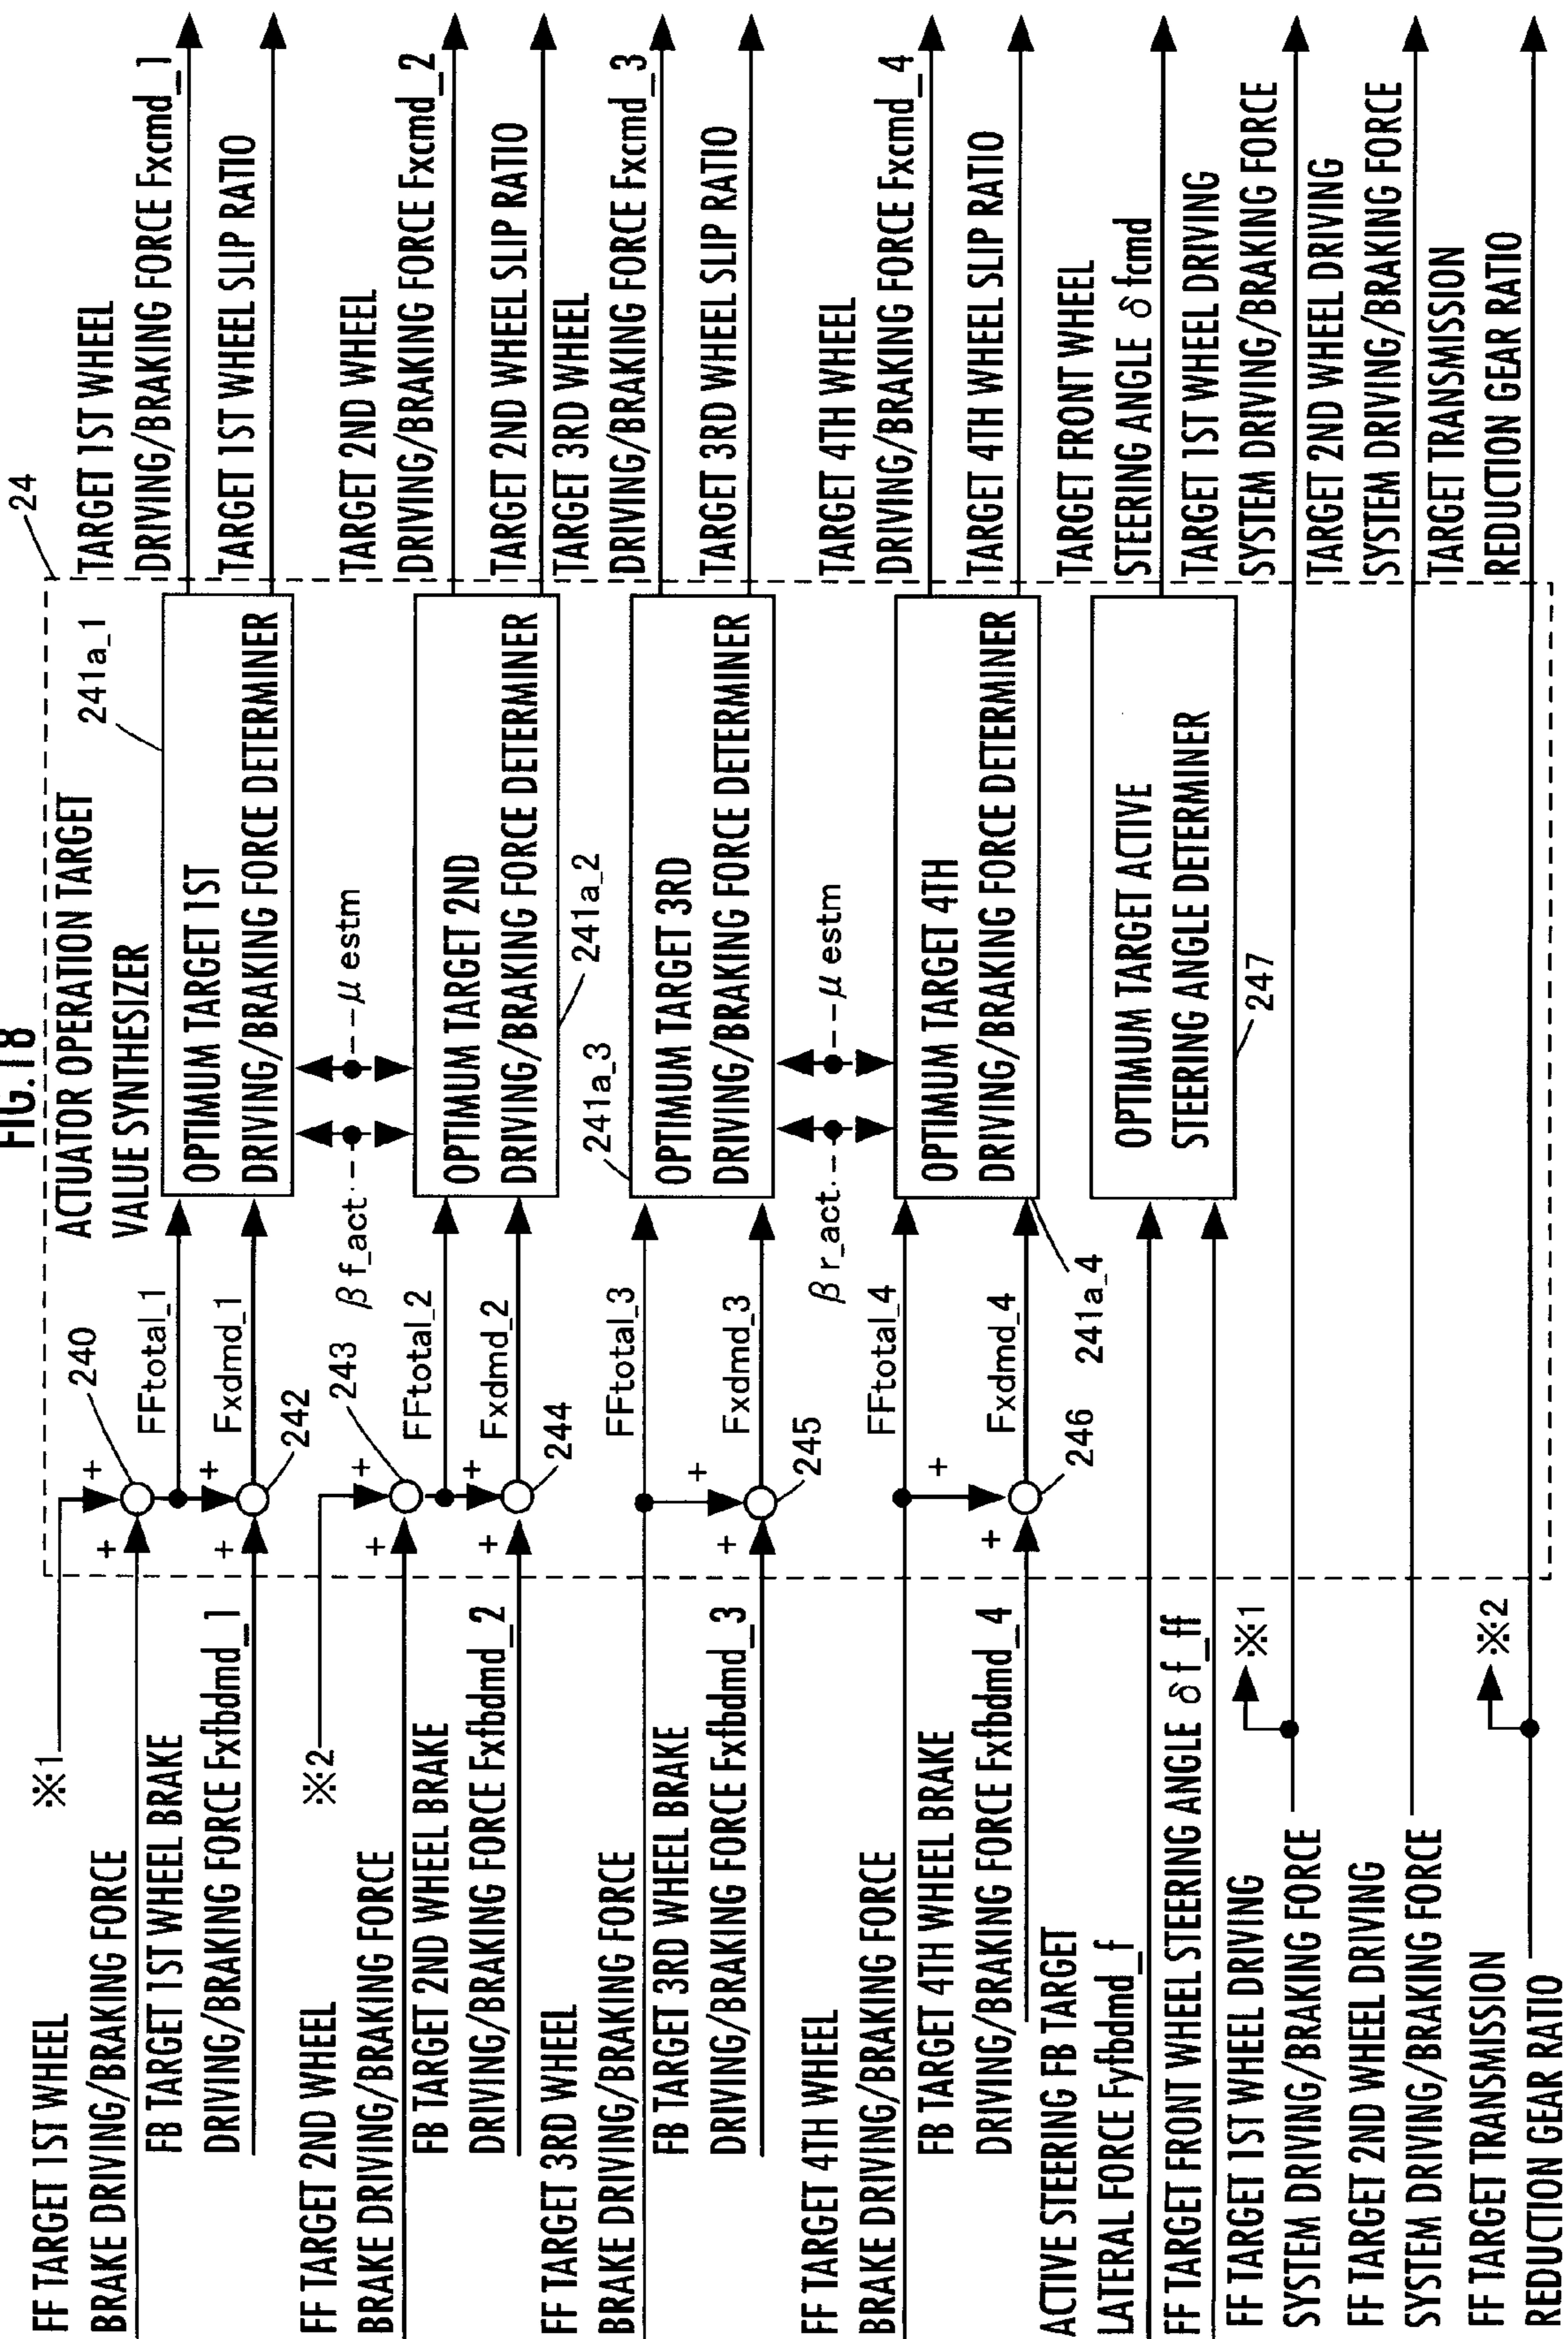 FIG.18
24
ACTUATOR OPERATION TARGET
VALUE SYNTHESIZER
※1
FF TARGET 1ST WHEEL
BRAKE DRIVING/BRAKING FORCE
FB TARGET 1ST WHEEL BRAKE
DRIVING/BRAKING FORCE Fxfbdmd_1
+
+
240
+
+
242
FFtotal_1
Fxdmd_1
241a_1
OPTIMUM TARGET 1ST
DRIVING/BRAKING FORCE DETERMINER
TARGET 1ST WHEEL
DRIVING/BRAKING FORCE Fxcmd_1
TARGET 1ST WHEEL SLIP RATIO
β f_act
μ estm
※2
FF TARGET 2ND WHEEL
BRAKE DRIVING/BRAKING FORCE
FB TARGET 2ND WHEEL BRAKE
DRIVING/BRAKING FORCE Fxfbdmd_2
+
+
243
+
+
244
FFtotal_2
Fxdmd_2
OPTIMUM TARGET 2ND
DRIVING/BRAKING FORCE DETERMINER
241a_2
TARGET 2ND WHEEL
DRIVING/BRAKING FORCE Fxcmd_2
TARGET 2ND WHEEL SLIP RATIO
FF TARGET 3RD WHEEL
BRAKE DRIVING/BRAKING FORCE
FB TARGET 3RD WHEEL BRAKE
DRIVING/BRAKING FORCE Fxfbdmd_3
+
+
245
FFtotal_3
Fxdmd_3
241a_3
OPTIMUM TARGET 3RD
DRIVING/BRAKING FORCE DETERMINER
TARGET 3RD WHEEL
DRIVING/BRAKING FORCE Fxcmd_3
TARGET 3RD WHEEL SLIP RATIO
β r_act
μ estm
FF TARGET 4TH WHEEL
BRAKE DRIVING/BRAKING FORCE
FB TARGET 4TH WHEEL BRAKE
DRIVING/BRAKING FORCE Fxfbdmd_4
+
+
246
FFtotal_4
Fxdmd_4
241a_4
OPTIMUM TARGET 4TH
DRIVING/BRAKING FORCE DETERMINER
TARGET 4TH WHEEL
DRIVING/BRAKING FORCE Fxcmd_4
TARGET 4TH WHEEL SLIP RATIO
ACTIVE STEERING FB TARGET
LATERAL FORCE Fyfbdmd_f
FF TARGET FRONT WHEEL STEERING ANGLE δ f_ff
OPTIMUM TARGET ACTIVE
STEERING ANGLE DETERMINER
247
TARGET FRONT WHEEL
STEERING ANGLE δ fcmd
FF TARGET 1ST WHEEL DRIVING
SYSTEM DRIVING/BRAKING FORCE
※1
TARGET 1ST WHEEL DRIVING
SYSTEM DRIVING/BRAKING FORCE
FF TARGET 2ND WHEEL DRIVING
SYSTEM DRIVING/BRAKING FORCE
TARGET 2ND WHEEL DRIVING
SYSTEM DRIVING/BRAKING FORCE
FF TARGET TRANSMISSION
REDUCTION GEAR RATIO
※2
TARGET TRANSMISSION
REDUCTION GEAR RATIO